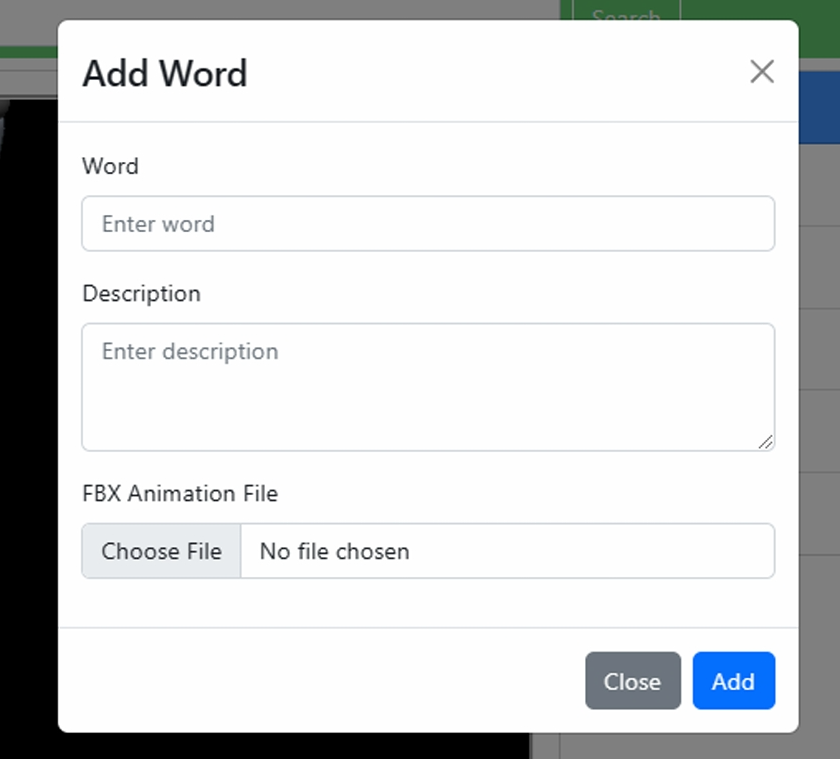 Search
Add Word
Word
Enter word
Description
Enter description
FBX Animation File
Choose File No file chosen
Close Add